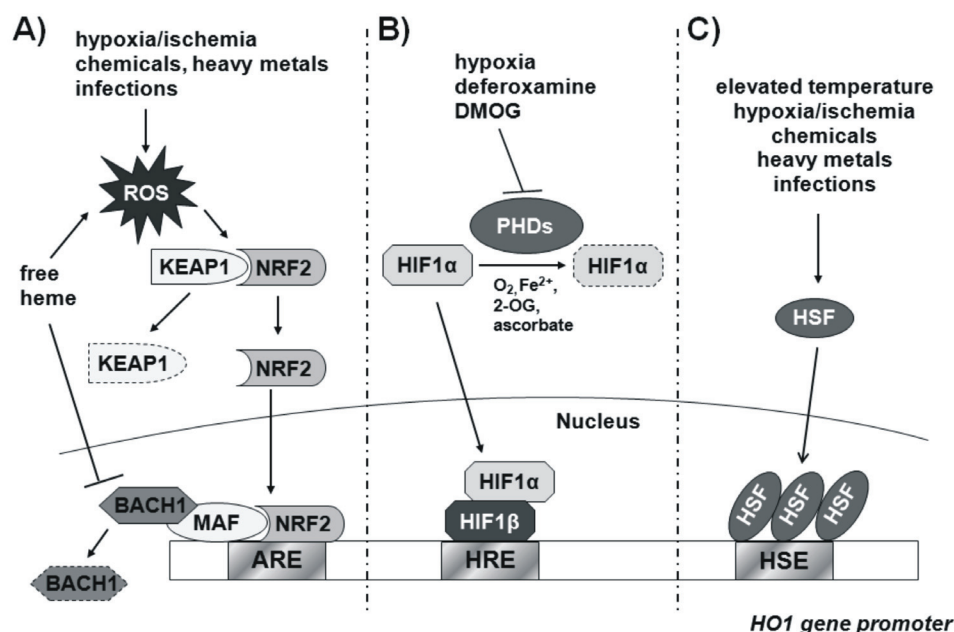 A)
hypoxia/ischemia
chemicals, heavy metals
infections
ROS
KEAP1
NRF2
free
heme
KEAP1
NRF2
BACH1
MAF
NRF2
ARE
BACH1
B)
hypoxia
deferoxamine
DMOG
PHDs
HIF1α
HIF1α
O₂,Fe²⁺,
2-OG,
ascorbate
Nucleus
HIF1α
HIF1β
HRE
C)
elevated temperature
hypoxia/ischemia
chemicals
heavy metals
infections
HSF
HSF
HSF
HSF
HSE
HO1 gene promoter